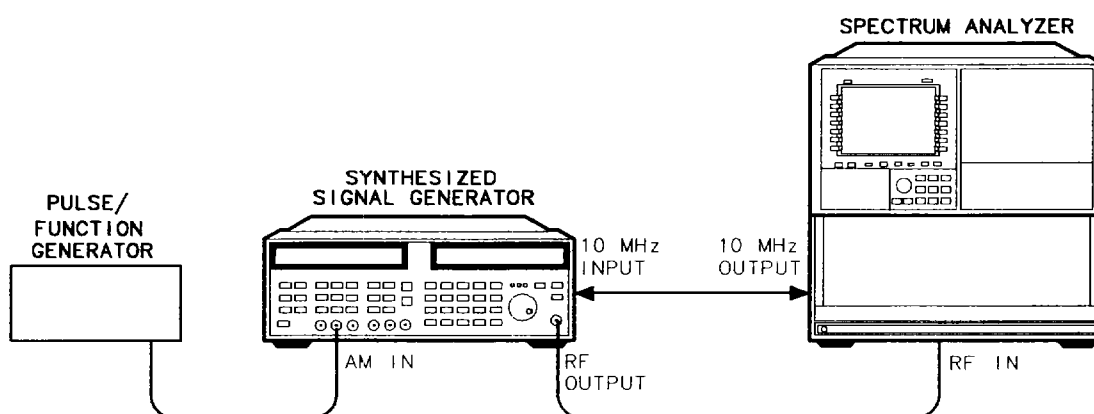 SPECTRUM ANALYZER
SYNTHESIZED
SIGNAL GENERATOR
PULSE/
FUNCTION
GENERATOR
10 MHz
INPUT
10 MHz
OUTPUT
AM IN
RF
OUTPUT
RF IN